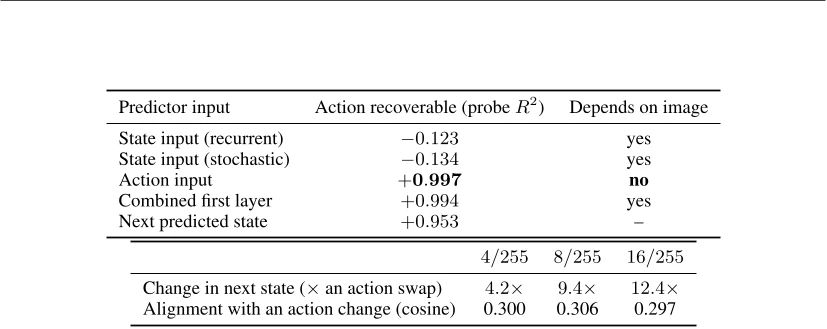 Predictor input Action recoverable (probe R²) Depends on image
State input (recurrent) −0.123 yes
State input (stochastic) −0.134 yes
Action input +0.997 no
Combined first layer +0.994 yes
Next predicted state +0.953 –
4/255 8/255 16/255
Change in next state (× an action swap) 4.2× 9.4× 12.4×
Alignment with an action change (cosine) 0.300 0.306 0.297